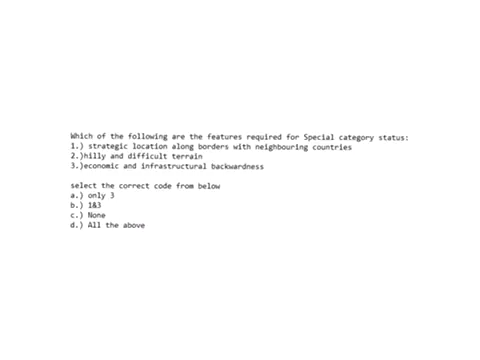 Which of the following are the features required for Special category status:
1.) strategic location along borders with neighbouring countries
2.)hilly and difficult terrain
3.)economic and infrastructural backwardness
select the correct code from below
a.) only 3
b.) 1&3
c.) None
d.) All the above